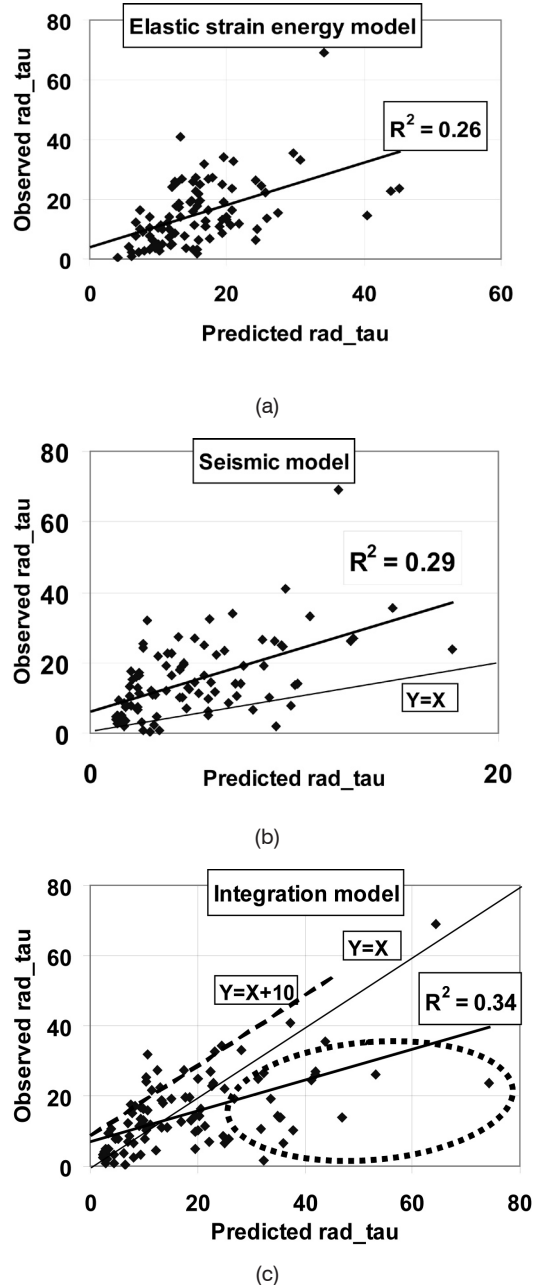 80
Elastic strain energy model
60
R² = 0.26
40
20
0
0 20 40 60
Observed rad_tau
Predicted rad_tau
(a)
80
Seismic model
60
R² = 0.29
40
20
Y=X
0
0 20
Observed rad_tau
Predicted rad_tau
(b)
80
Integration model
Y=X
60
Y=X+10
R² = 0.34
40
20
0
0 20 40 60 80
Observed rad_tau
Predicted rad_tau
(c)